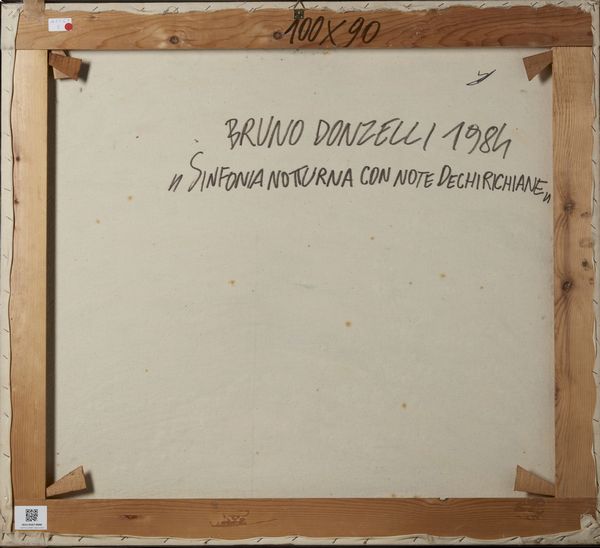 100X90
BRUNO DONZELLI 1984
"SINFONIA NOTTURNA CON NOTE DECHIRICHIANE"